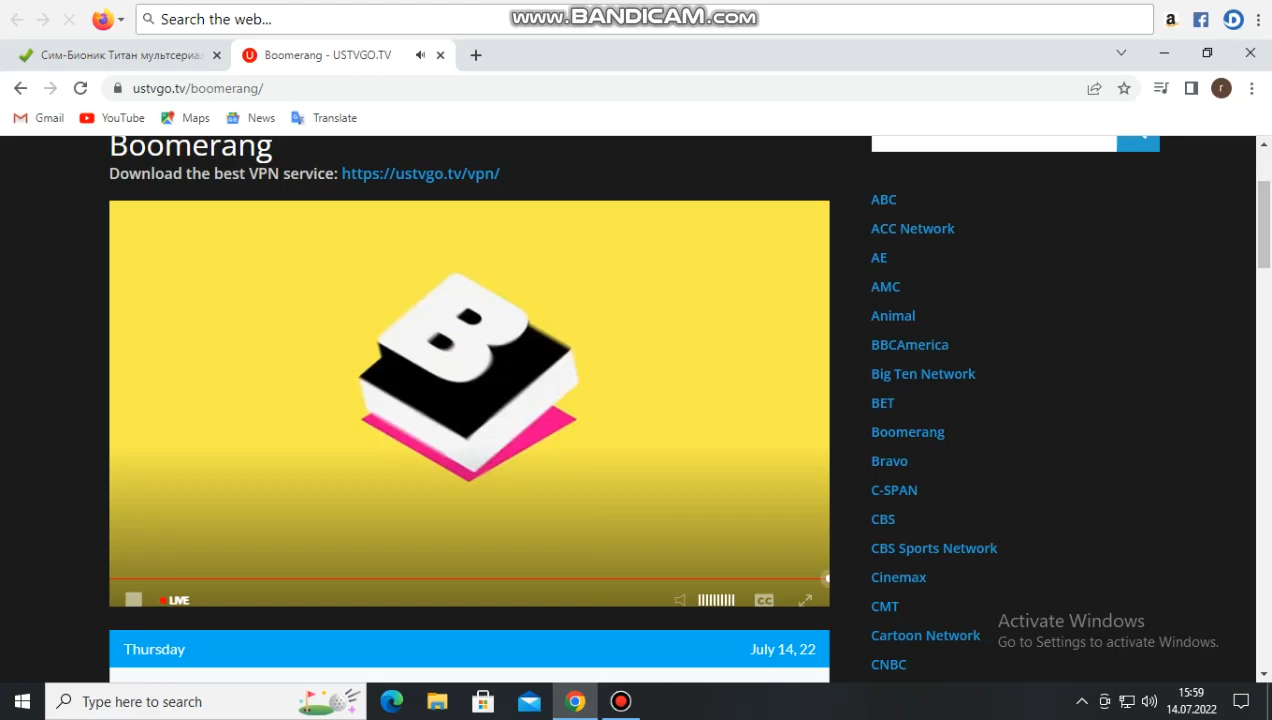 Search the web...
www.BANDICAM.com
Сим-Бионик Титан мультсериал
Boomerang - USTVGO.TV
ustvgo.tv/boomerang/
Gmail
YouTube
Maps
News
Translate
Boomerang
Download the best VPN service: https://ustvgo.tv/vpn/
B
LIVE
CC
Thursday
July 14, 22
ABC
ACC Network
AE
AMC
Animal
BBCAmerica
Big Ten Network
BET
Boomerang
Bravo
C-SPAN
CBS
CBS Sports Network
Cinemax
CMT
Cartoon Network
CNBC
Activate Windows
Go to Settings to activate Windows.
Type here to search
15:59
14.07.2022